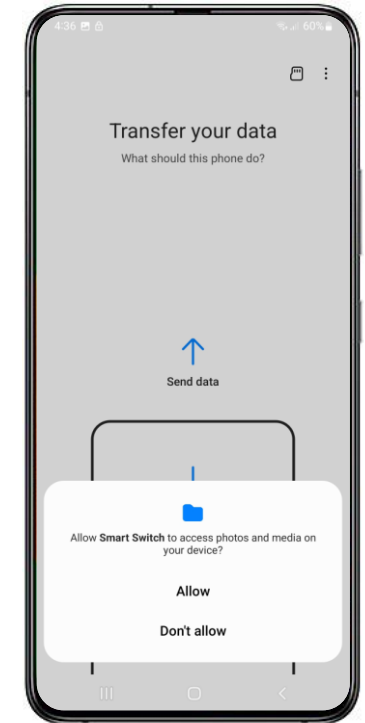 4:36
60%
Transfer your data
What should this phone do?
Send data
Allow Smart Switch to access photos and media on
your device?
Allow
Don't allow